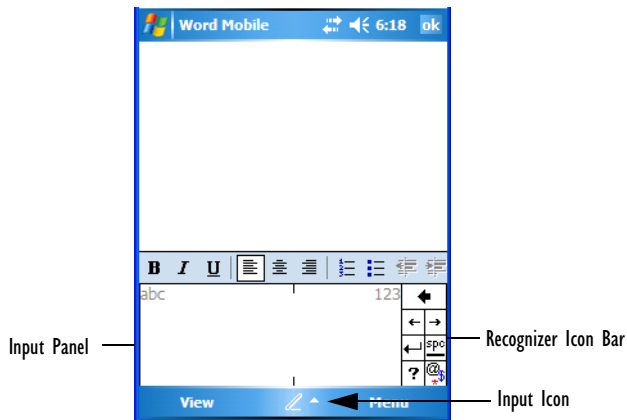 Word Mobile 6:18 ok
B I U
abc 123
spc
? @*$
Input Panel
Recognizer Icon Bar
View Menu
Input Icon